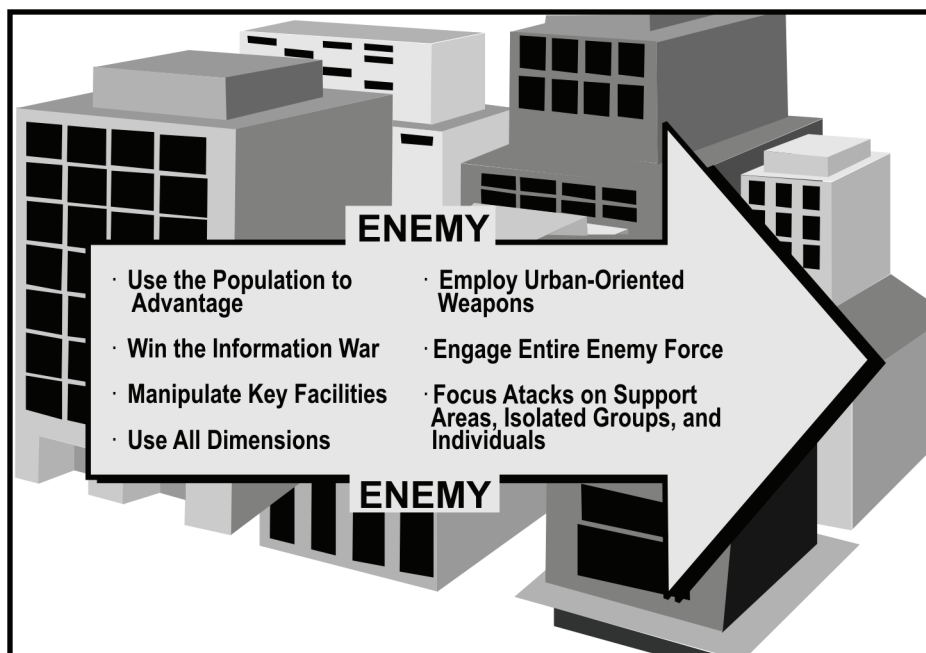 ENEMY
· Use the Population to
Advantage
· Win the Information War
· Manipulate Key Facilities
· Use All Dimensions
· Employ Urban-Oriented
Weapons
· Engage Entire Enemy Force
· Focus Attacks on Support
Areas, Isolated Groups, and
Individuals
ENEMY